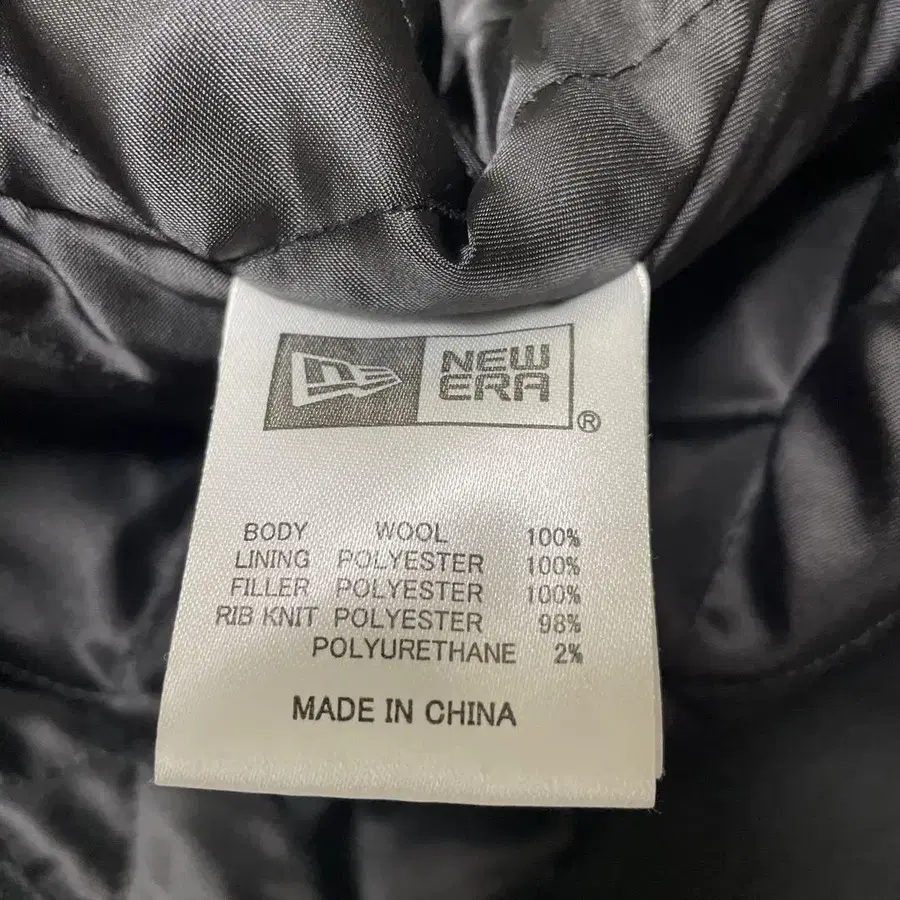 NEW
ERA
®
BODY WOOL 100%
LINING POLYESTER 100%
FILLER POLYESTER 100%
RIB KNIT POLYESTER 98%
POLYURETHANE 2%
MADE IN CHINA